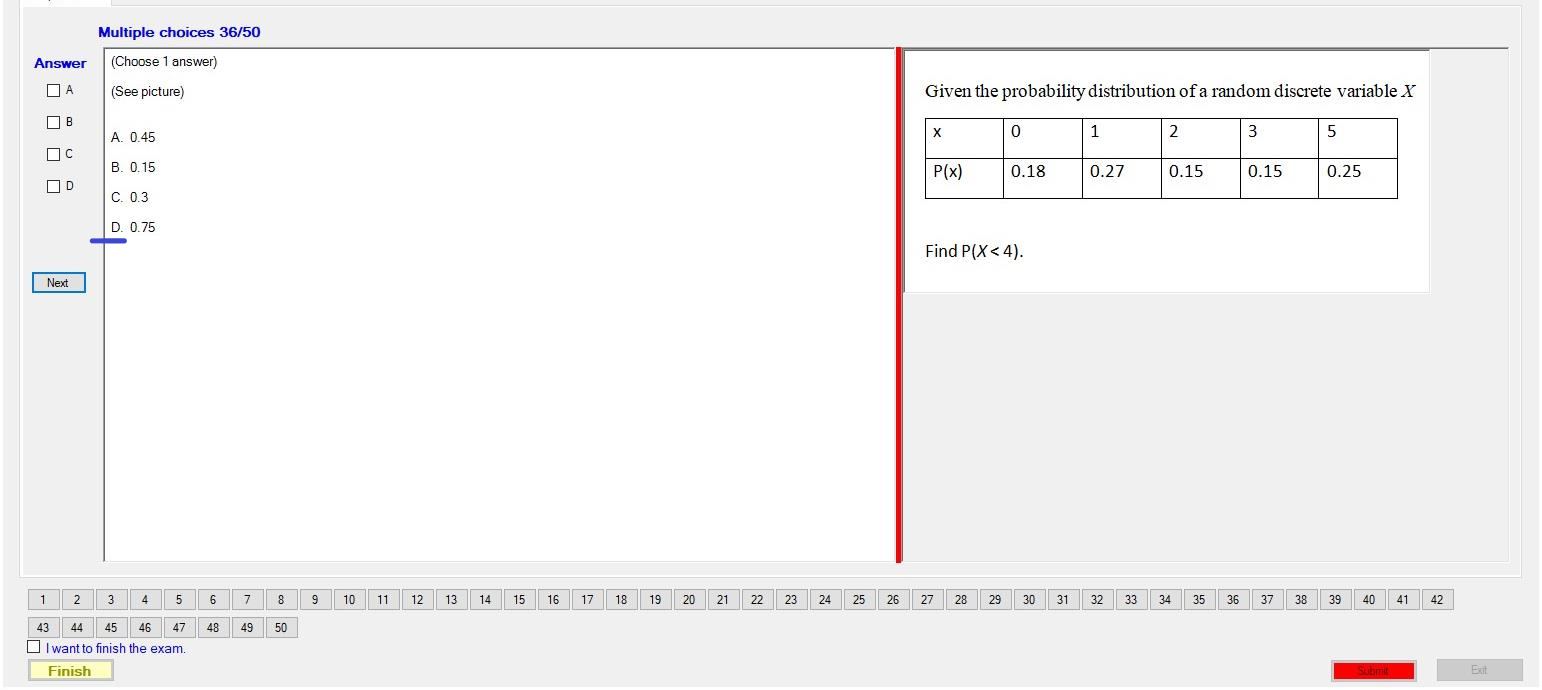 Multiple choices 36/50
Answer
A
B
C
D
Next
(Choose 1 answer)
(See picture)
A. 0.45
B. 0.15
C. 0.3
D. 0.75
Given the probability distribution of a random discrete variable X
x 0 1 2 3 5
P(x) 0.18 0.27 0.15 0.15 0.25
Find P(X < 4).
1 2 3 4 5 6 7 8 9 10 11 12 13 14 15 16 17 18 19 20 21 22 23 24 25 26 27 28 29 30 31 32 33 34 35 36 37 38 39 40 41 42
43 44 45 46 47 48 49 50
I want to finish the exam.
Finish
Submit
Exit